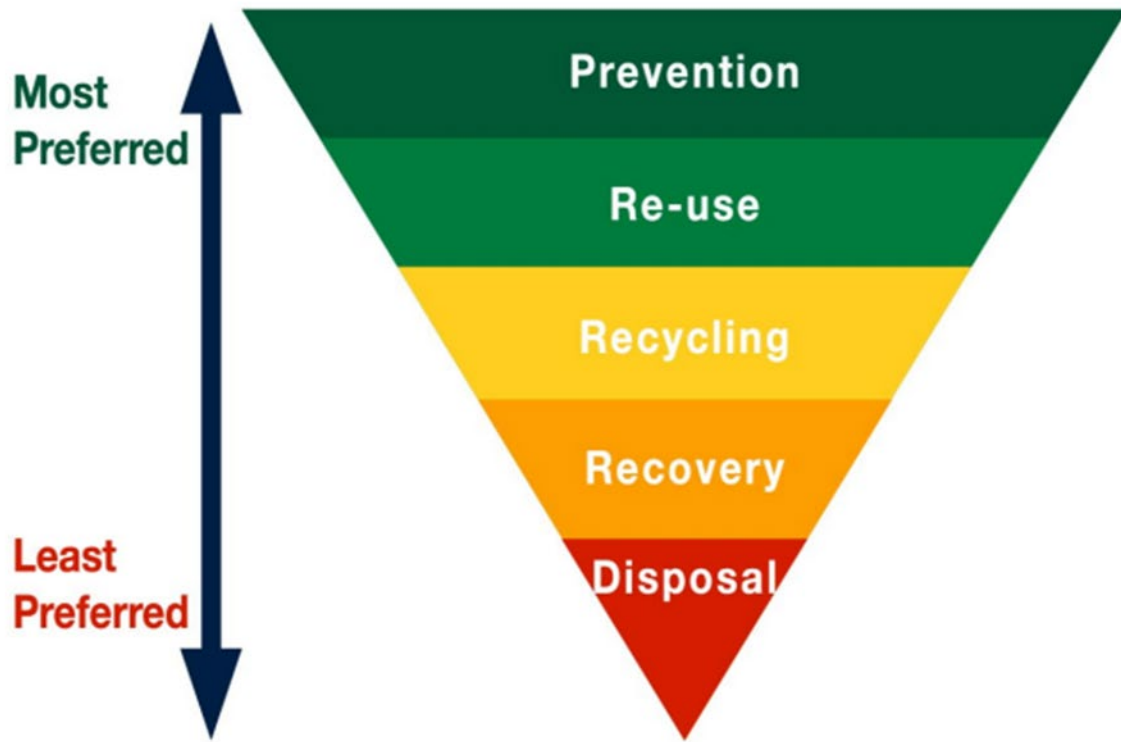 Most
Preferred
Prevention
Re-use
Recycling
Recovery
Disposal
Least
Preferred